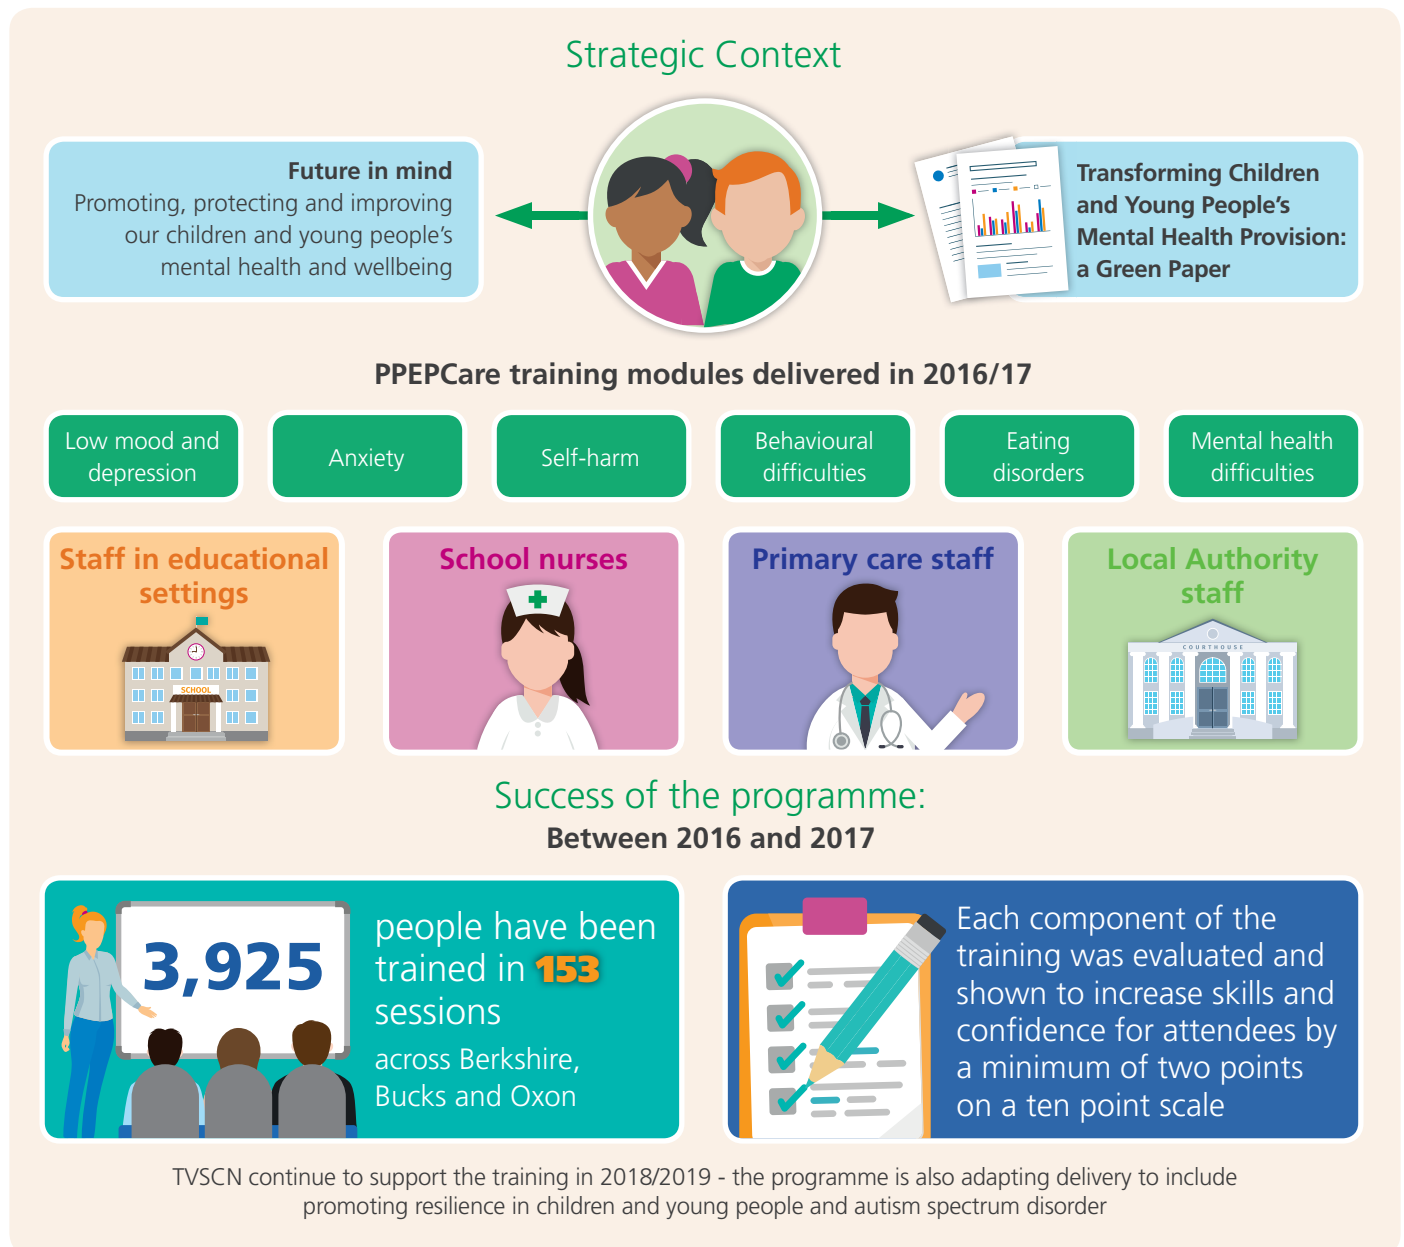 Strategic Context
Future in mind
Promoting, protecting and improving
our children and young people's
mental health and wellbeing
Transforming Children
and Young People's
Mental Health Provision:
a Green Paper
PPEPCare training modules delivered in 2016/17
Low mood and
depression
Anxiety
Self-harm
Behavioural
difficulties
Eating
disorders
Mental health
difficulties
Staff in educational
settings
SCHOOL
School nurses
Primary care staff
Local Authority
staff
COURTHOUSE
Success of the programme:
Between 2016 and 2017
3,925
people have been
trained in 153
sessions
across Berkshire,
Bucks and Oxon
Each component of the
training was evaluated and
shown to increase skills and
confidence for attendees by
a minimum of two points
on a ten point scale
TVSCN continue to support the training in 2018/2019 - the programme is also adapting delivery to include
promoting resilience in children and young people and autism spectrum disorder